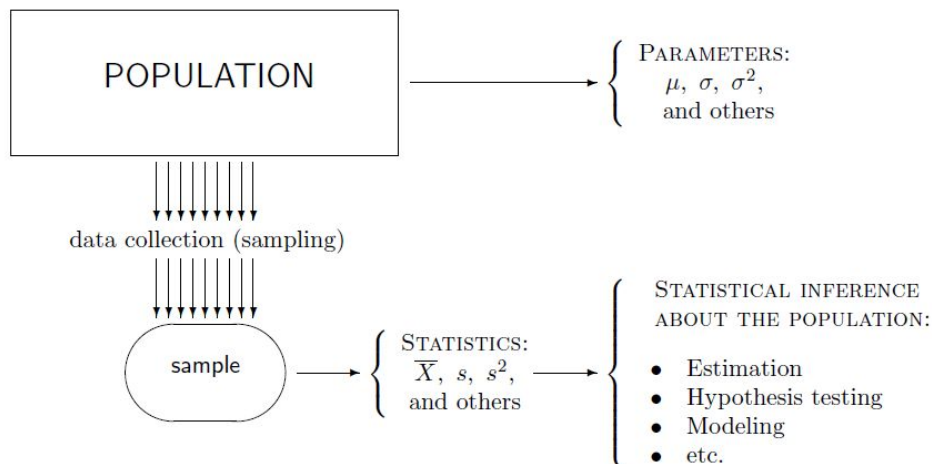 POPULATION
PARAMETERS:
μ, σ, σ²,
and others
data collection (sampling)
sample
STATISTICS:
X̅, s, s²,
and others
STATISTICAL INFERENCE
ABOUT THE POPULATION:
• Estimation
• Hypothesis testing
• Modeling
• etc.